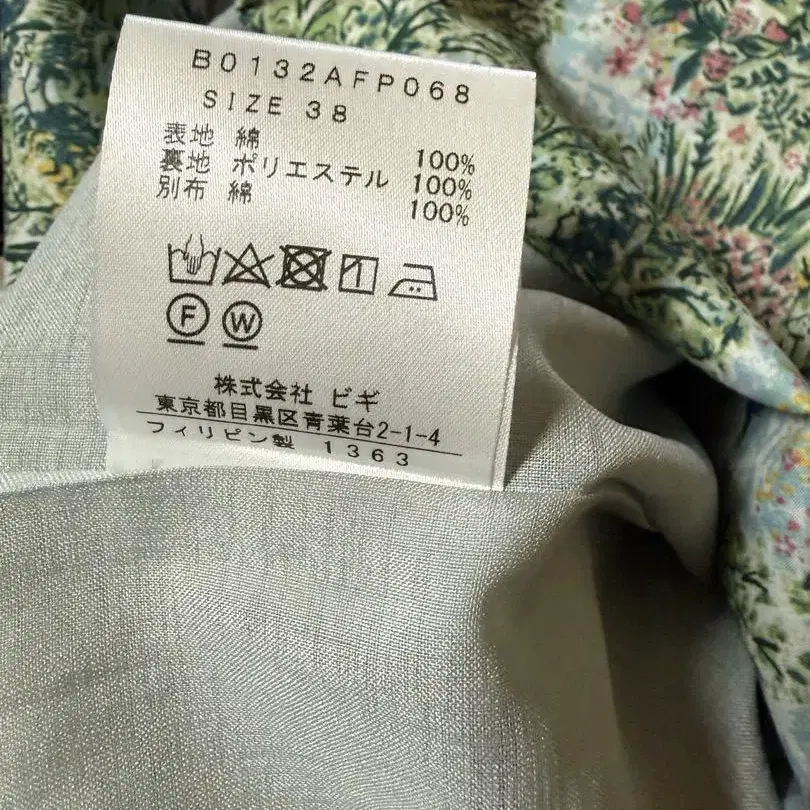 B0132AFP068
SIZE 38
表地 綿 100%
裏地 ポリエステル 100%
別布 綿 100%
F W
株式会社 ビギ
東京都目黒区青葉台2-1-4
フィリピン製 1363